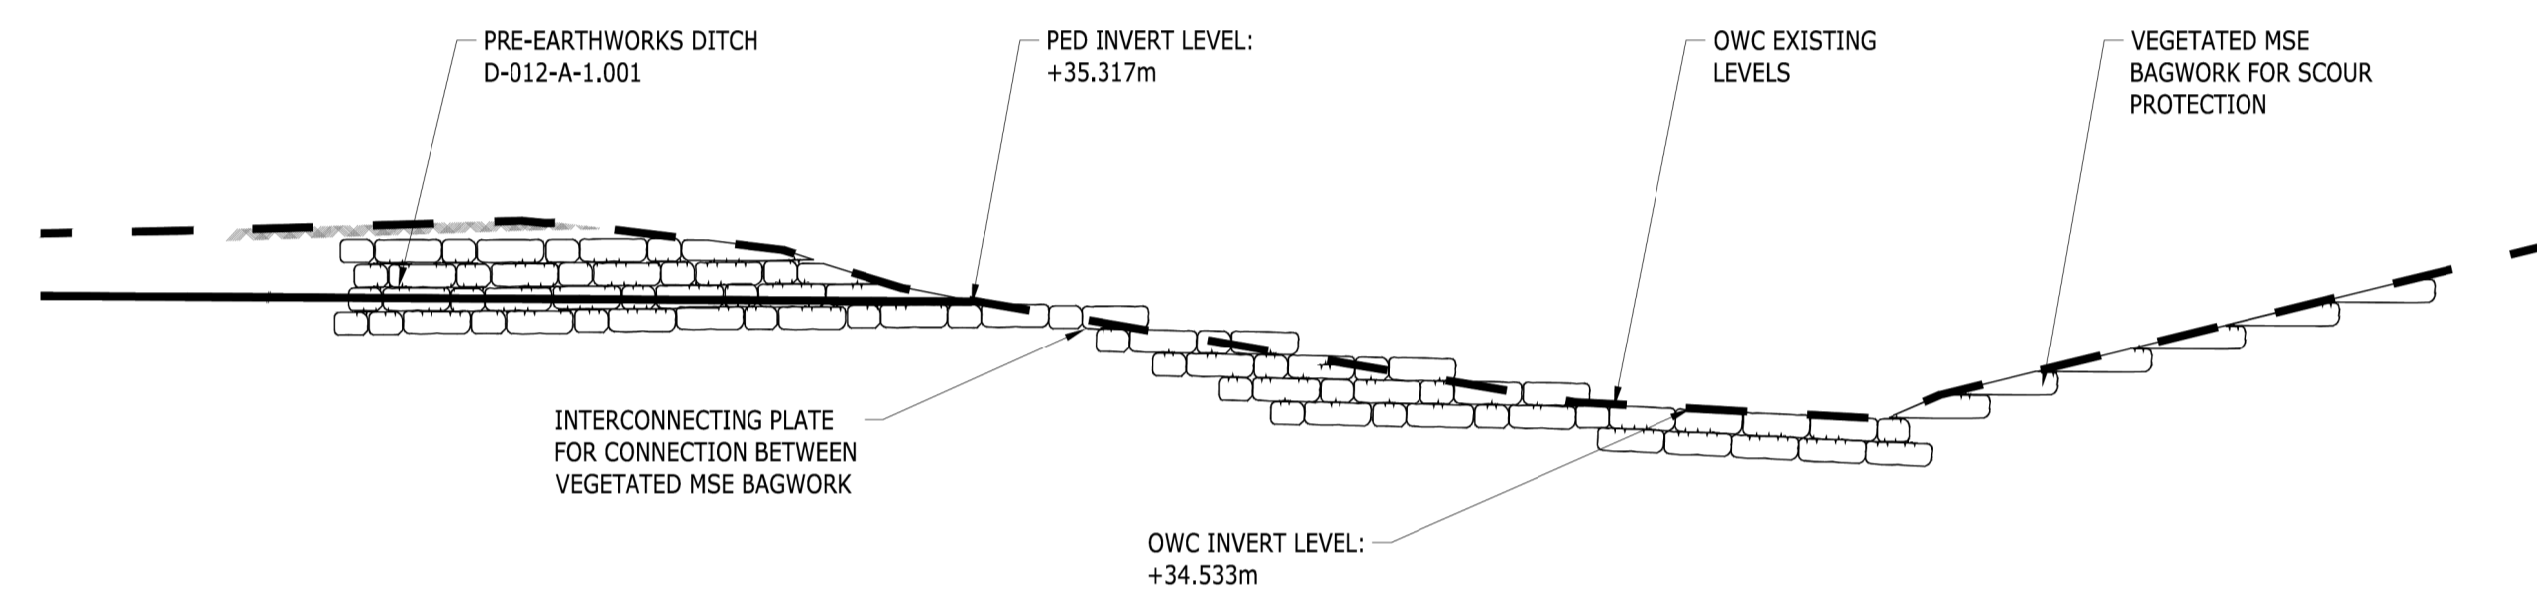 PRE-EARTHWORKS DITCH
D-012-A-1.001
PED INVERT LEVEL:
+35.317m
OWC EXISTING
LEVELS
VEGETATED MSE
BAGWORK FOR SCOUR
PROTECTION
INTERCONNECTING PLATE
FOR CONNECTION BETWEEN
VEGETATED MSE BAGWORK
OWC INVERT LEVEL:
+34.533m